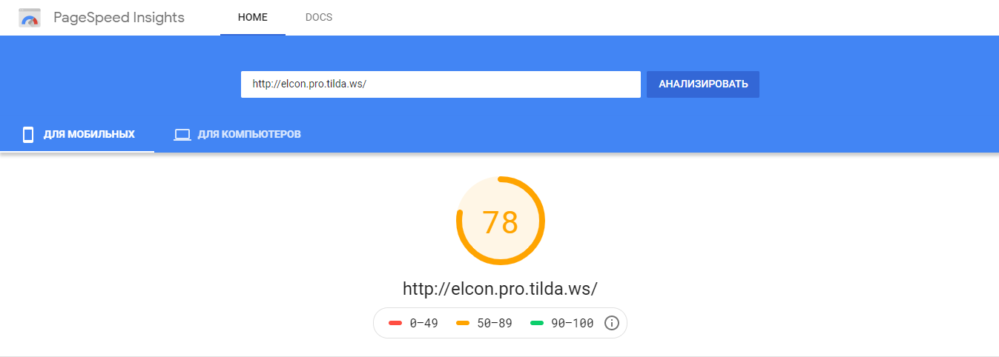 PageSpeed Insights HOME DOCS
http://elcon.pro.tilda.ws/ АНАЛИЗИРОВАТЬ
ДЛЯ МОБИЛЬНЫХ ДЛЯ КОМПЬЮТЕРОВ
78
http://elcon.pro.tilda.ws/
0–49 50–89 90–100